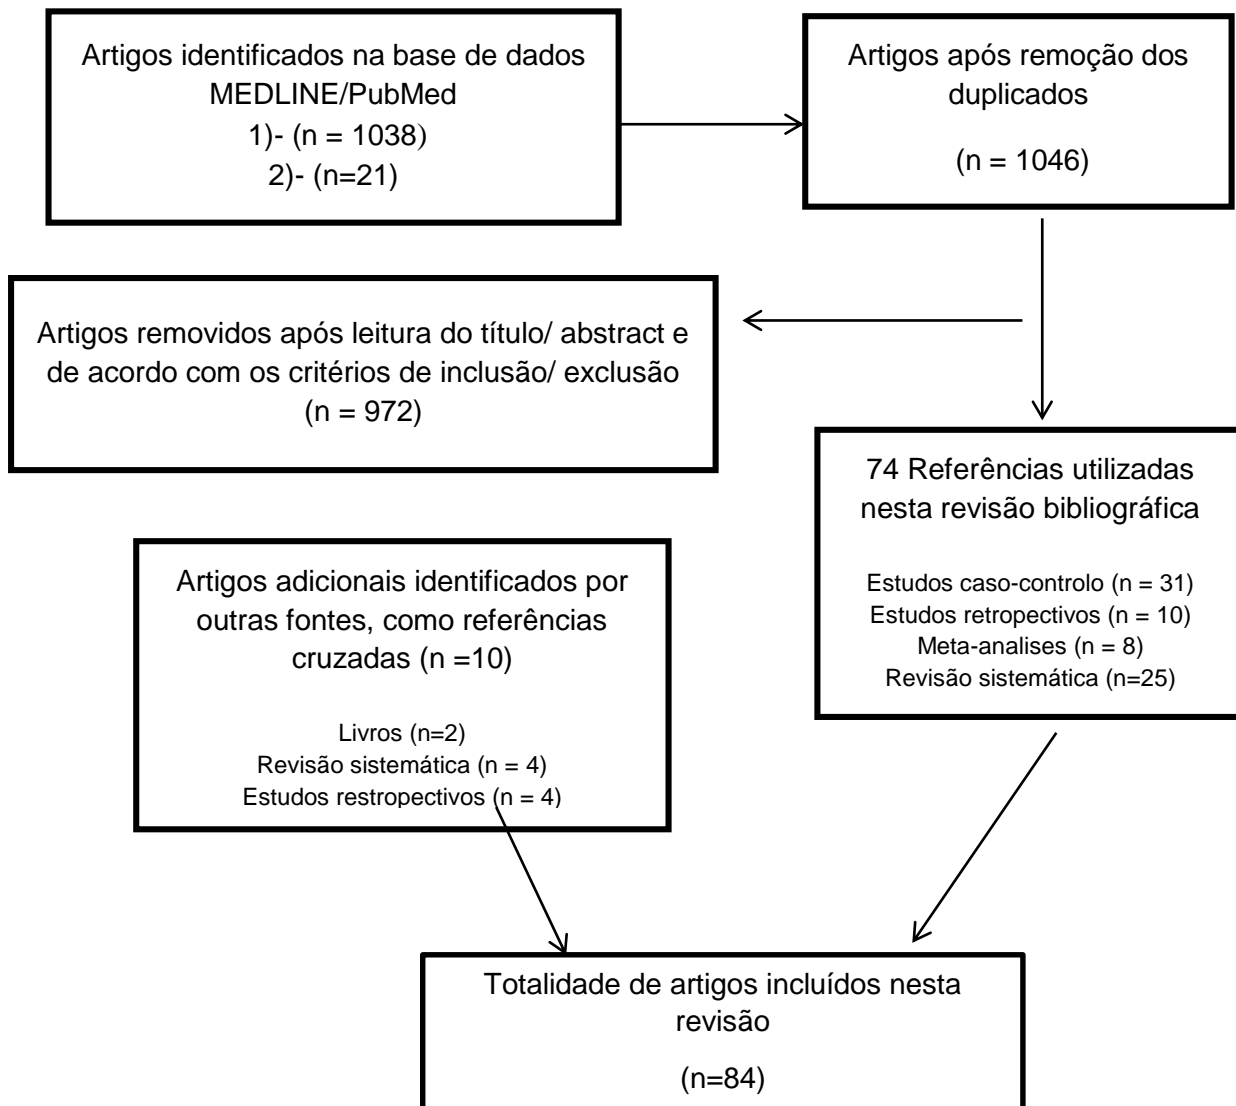 Artigos identificados na base de dados
MEDLINE/PubMed
1)- (n = 1038)
2)- (n=21)
Artigos após remoção dos
duplicados
(n = 1046)
Artigos removidos após leitura do título/ abstract e
de acordo com os critérios de inclusão/ exclusão
(n = 972)
74 Referências utilizadas
nesta revisão bibliográfica
Estudos caso-controlo (n = 31)
Estudos retropectivos (n = 10)
Meta-analises (n = 8)
Revisão sistemática (n=25)
Artigos adicionais identificados por
outras fontes, como referências
cruzadas (n =10)
Livros (n=2)
Revisão sistemática (n = 4)
Estudos restropectivos (n = 4)
Totalidade de artigos incluídos nesta
revisão
(n=84)